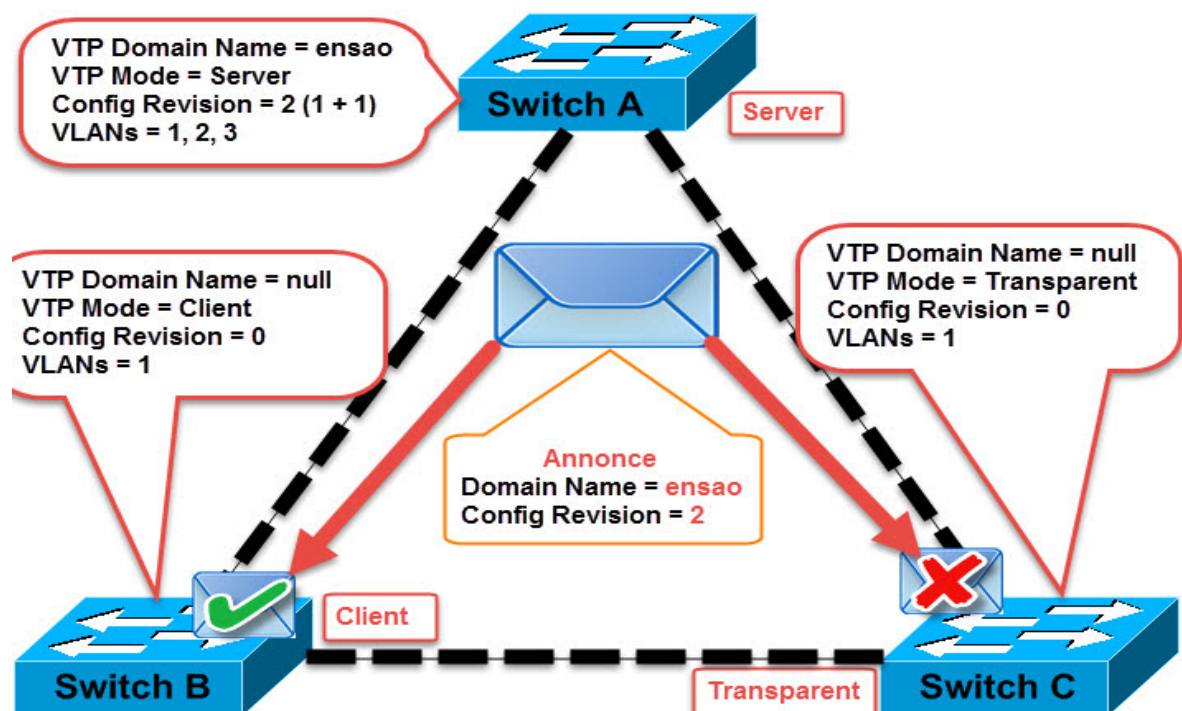 VTP Domain Name = ensao
VTP Mode = Server
Config Revision = 2 (1 + 1)
VLANs = 1, 2, 3
Switch A
Server
VTP Domain Name = null
VTP Mode = Client
Config Revision = 0
VLANs = 1
VTP Domain Name = null
VTP Mode = Transparent
Config Revision = 0
VLANs = 1
Annonce
Domain Name = ensao
Config Revision = 2
Client
Switch B
Transparent
Switch C